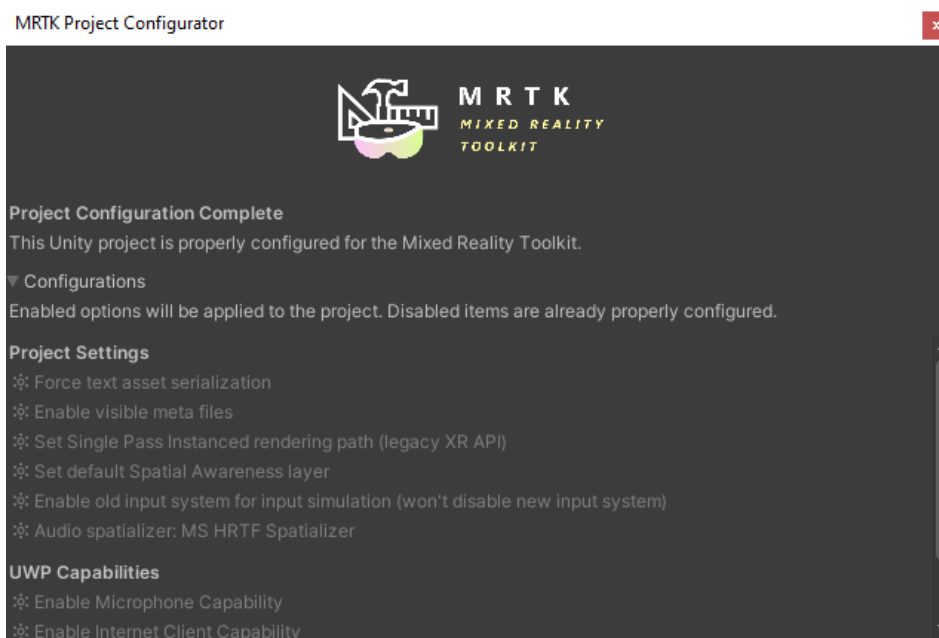 MRTK Project Configurator
MRTK
MIXED REALITY
TOOLKIT
Project Configuration Complete
This Unity project is properly configured for the Mixed Reality Toolkit.
Configurations
Enabled options will be applied to the project. Disabled items are already properly configured.
Project Settings
Force text asset serialization
Enable visible meta files
Set Single Pass Instanced rendering path (legacy XR API)
Set default Spatial Awareness layer
Enable old input system for input simulation (won't disable new input system)
Audio spatializer: MS HRTF Spatializer
UWP Capabilities
Enable Microphone Capability
Enable Internet Client Capability